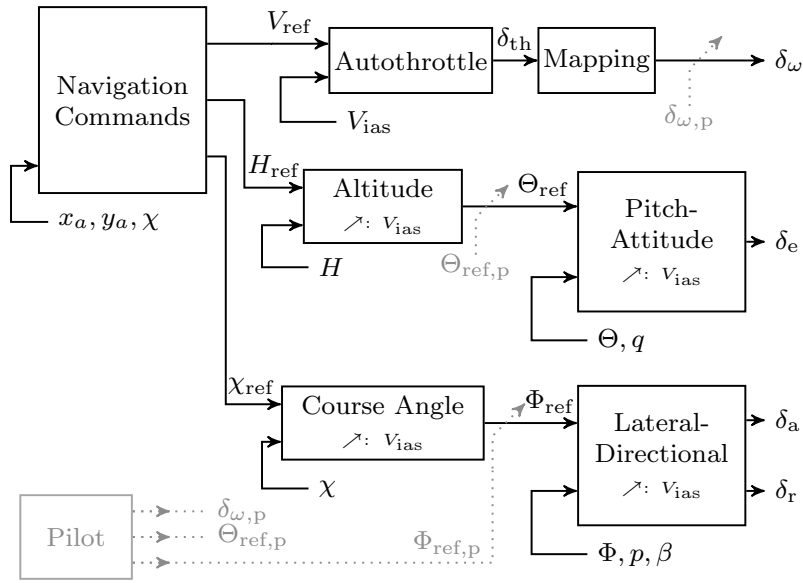 V_ref
Navigation
Commands
x_a, y_a, χ
Autothrottle
V_ias
δ_th
Mapping
δ_ω,p
δ_ω
H_ref
Altitude
↗: V_ias
H
Θ_ref,p
Θ_ref
Pitch-
Attitude
↗: V_ias
Θ, q
δ_e
χ_ref
Course Angle
↗: V_ias
χ
Φ_ref
Lateral-
Directional
↗: V_ias
Φ, p, β
δ_a
δ_r
Pilot
δ_ω,p
Θ_ref,p
Φ_ref,p